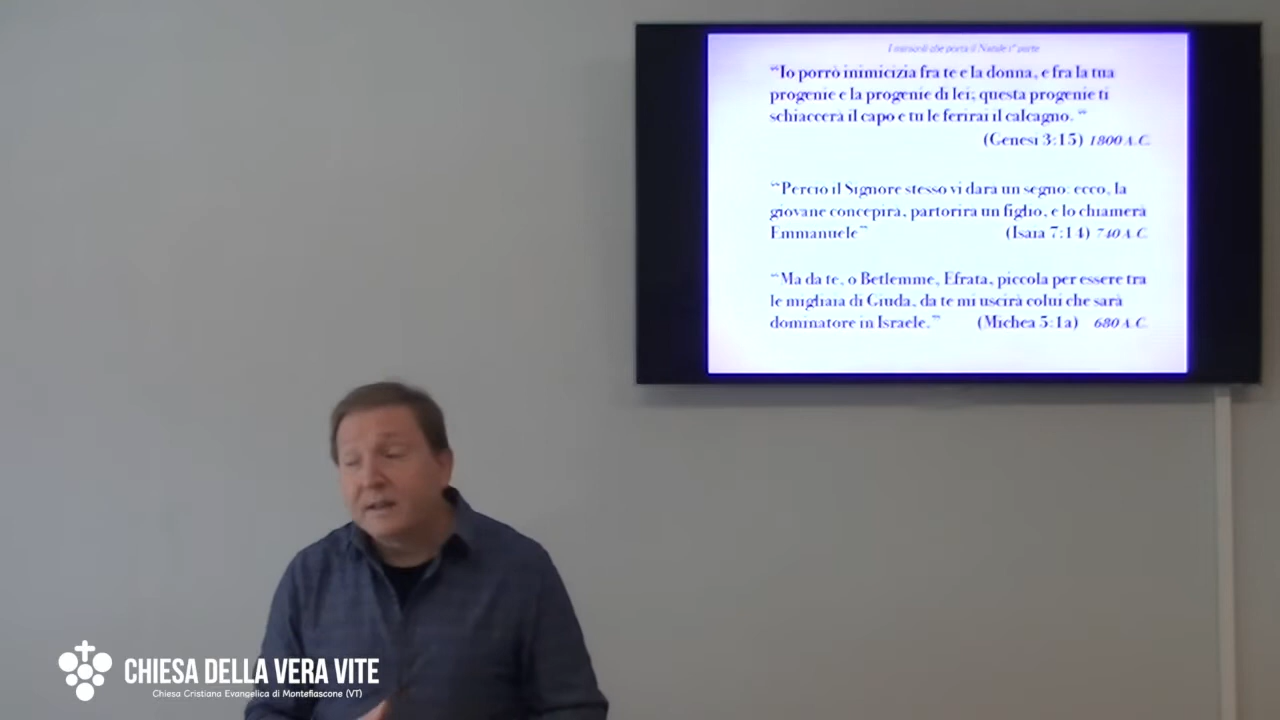 I miracoli che porta il Natale 1° parte
“Io porrò inimicizia fra te e la donna, e fra la tua
progenie e la progenie di lei; questa progenie ti
schiaccerà il capo e tu le ferirai il calcagno. “
(Genesi 3:15) 1800 A.C.
“Perciò il Signore stesso vi darà un segno: ecco, la
giovane concepirà, partorirà un figlio, e lo chiamerà
Emmanuele”
(Isaia 7:14) 740 A.C.
“Ma da te, o Betlemme, Efrata, piccola per essere tra
le migliaia di Giuda, da te mi uscirà colui che sarà
dominatore in Israele.” (Michea 5:1a) 680 A.C.
CHIESA DELLA VERA VITE
Chiesa Cristiana Evangelica di Montefiascone (VT)